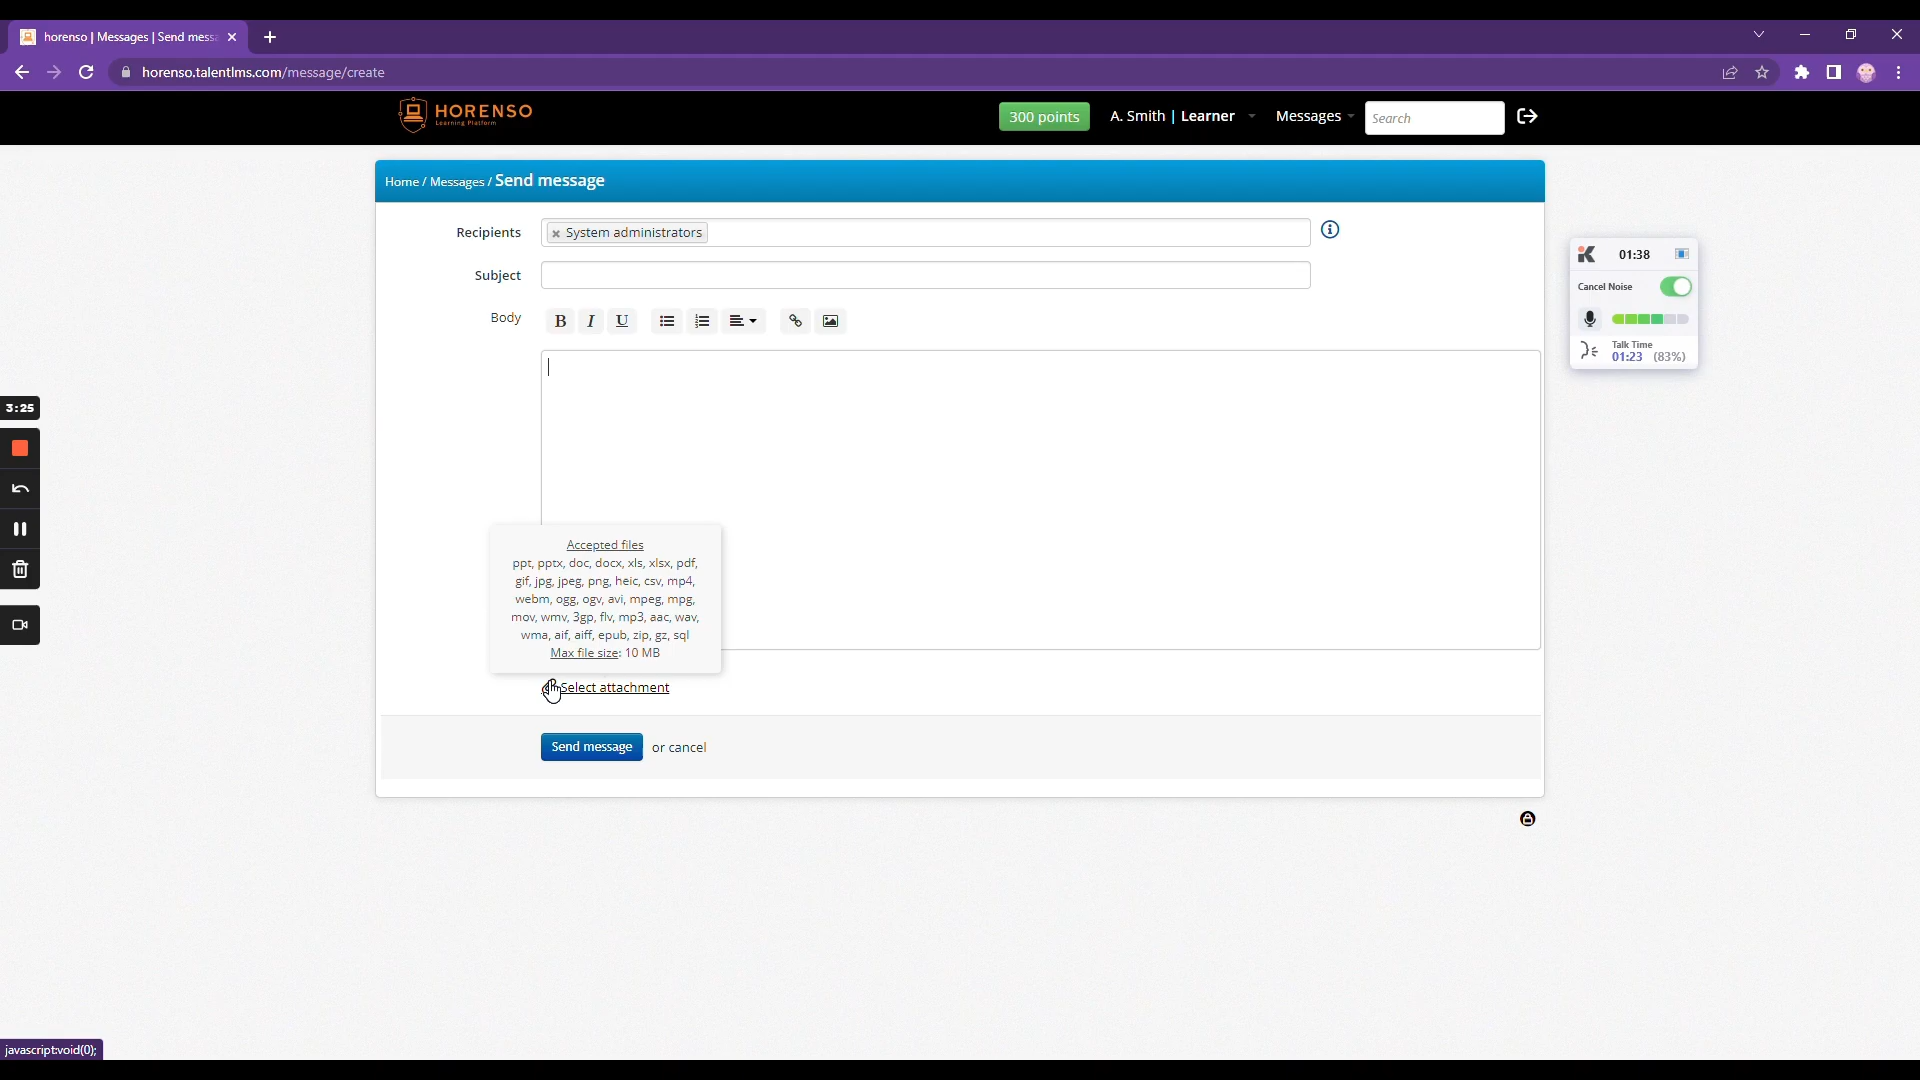 horenso | Messages | Send messa
horenso.talentlms.com/message/create
HORENSO
Learning Platform
300 points
A. Smith | Learner
Messages
Search
Home / Messages / Send message
Recipients
× System administrators
Subject
Body
B I U
01:38
Cancel Noise
Talk Time
01:23 (83%)
3:25
Accepted files
ppt, pptx, doc, docx, xls, xlsx, pdf,
gif, jpg, jpeg, png, heic, csv, mp4,
webm, ogg, ogv, avi, mpeg, mpg,
mov, wmv, 3gp, flv, mp3, aac, wav,
wma, aif, aiff, epub, zip, gz, sql
Max file size: 10 MB
Select attachment
Send message or cancel
javascript:void(0);